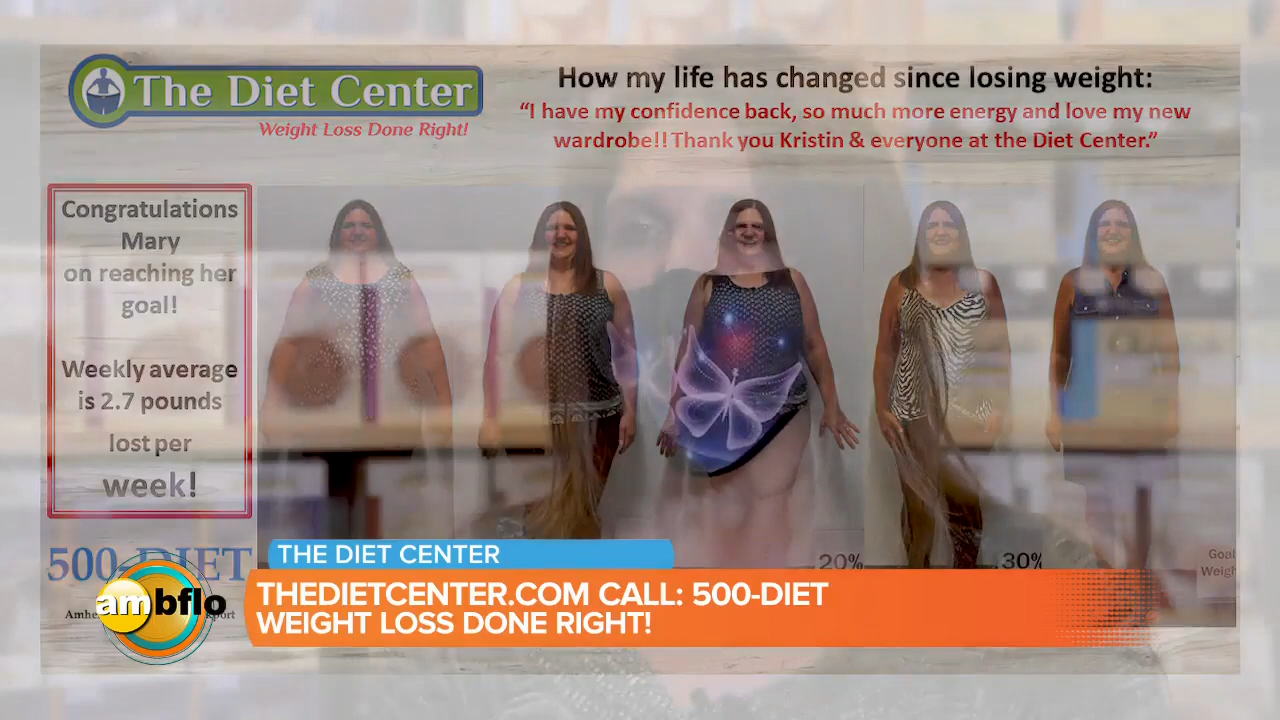 The Diet Center
Weight Loss Done Right!
How my life has changed since losing weight:
“I have my confidence back, so much more energy and love my new
wardrobe!! Thank you Kristin & everyone at the Diet Center.”
Congratulations
Mary
on reaching her
goal!
Weekly average
is 2.7 pounds
lost per
week!
20%
30%
Goal
500-DIET
THE DIET CENTER
THEDIETCENTER.COM CALL: 500-DIET
WEIGHT LOSS DONE RIGHT!
ambflo